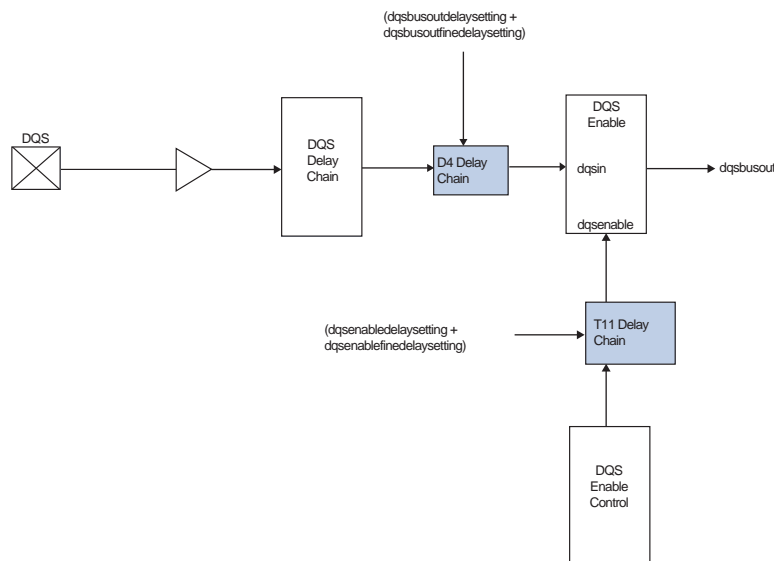 (dqsbusoutdelaysetting +
dqsbusoutfinedelaysetting)
DQS
DQS
Delay
Chain
D4 Delay
Chain
DQS
Enable
dqsin
dqsenable
dqsbusout
(dqsenabledelaysetting +
dqsenablefinedelaysetting)
T11 Delay
Chain
DQS
Enable
Control